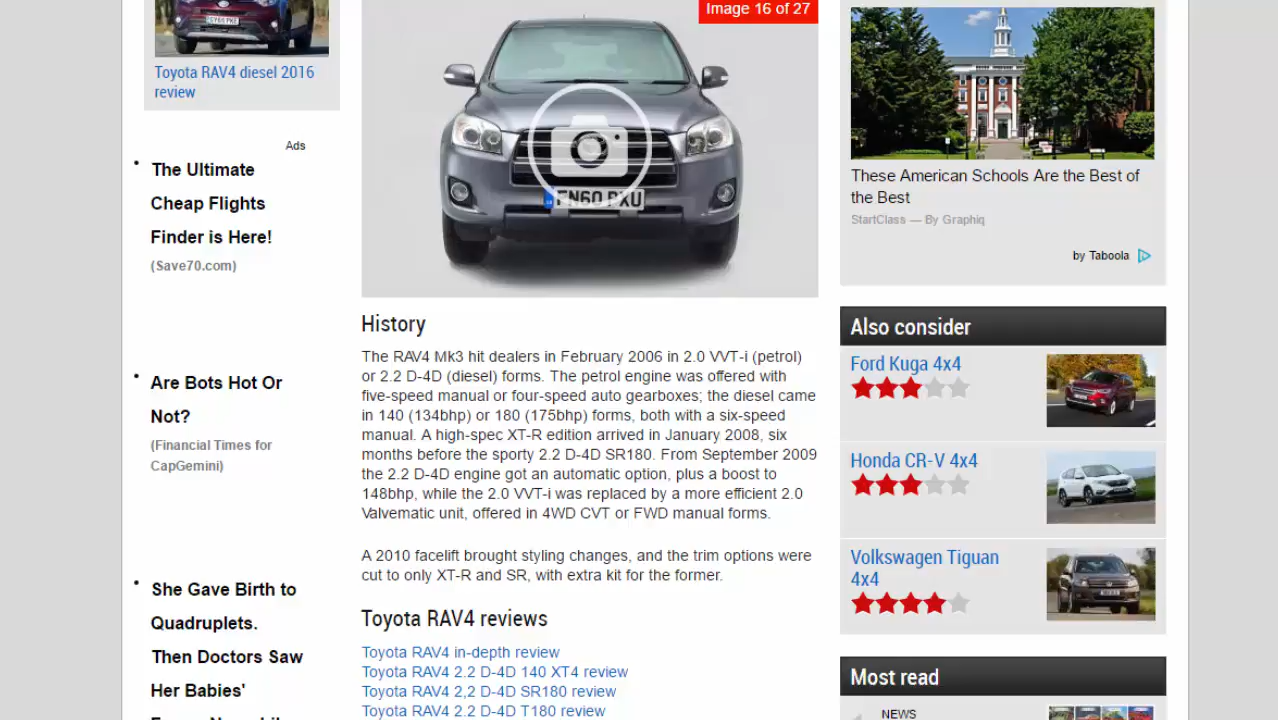 Toyota RAV4 diesel 2016
review
Ads
The Ultimate
Cheap Flights
Finder is Here!
(Save70.com)
Are Bots Hot Or
Not?
(Financial Times for
CapGemini)
She Gave Birth to
Quadruplets.
Then Doctors Saw
Her Babies'
Image 16 of 27
FN60 PXU
History
The RAV4 Mk3 hit dealers in February 2006 in 2.0 VVT-i (petrol)
or 2.2 D-4D (diesel) forms. The petrol engine was offered with
five-speed manual or four-speed auto gearboxes; the diesel came
in 140 (134bhp) or 180 (175bhp) forms, both with a six-speed
manual. A high-spec XT-R edition arrived in January 2008, six
months before the sporty 2.2 D-4D SR180. From September 2009
the 2.2 D-4D engine got an automatic option, plus a boost to
148bhp, while the 2.0 VVT-i was replaced by a more efficient 2.0
Valvematic unit, offered in 4WD CVT or FWD manual forms.
A 2010 facelift brought styling changes, and the trim options were
cut to only XT-R and SR, with extra kit for the former.
Toyota RAV4 reviews
Toyota RAV4 in-depth review
Toyota RAV4 2.2 D-4D 140 XT4 review
Toyota RAV4 2,2 D-4D SR180 review
Toyota RAV4 2.2 D-4D T180 review
These American Schools Are the Best of
the Best
StartClass — By Graphiq
by Taboola
Also consider
Ford Kuga 4x4
Honda CR-V 4x4
Volkswagen Tiguan
4x4
Most read
NEWS